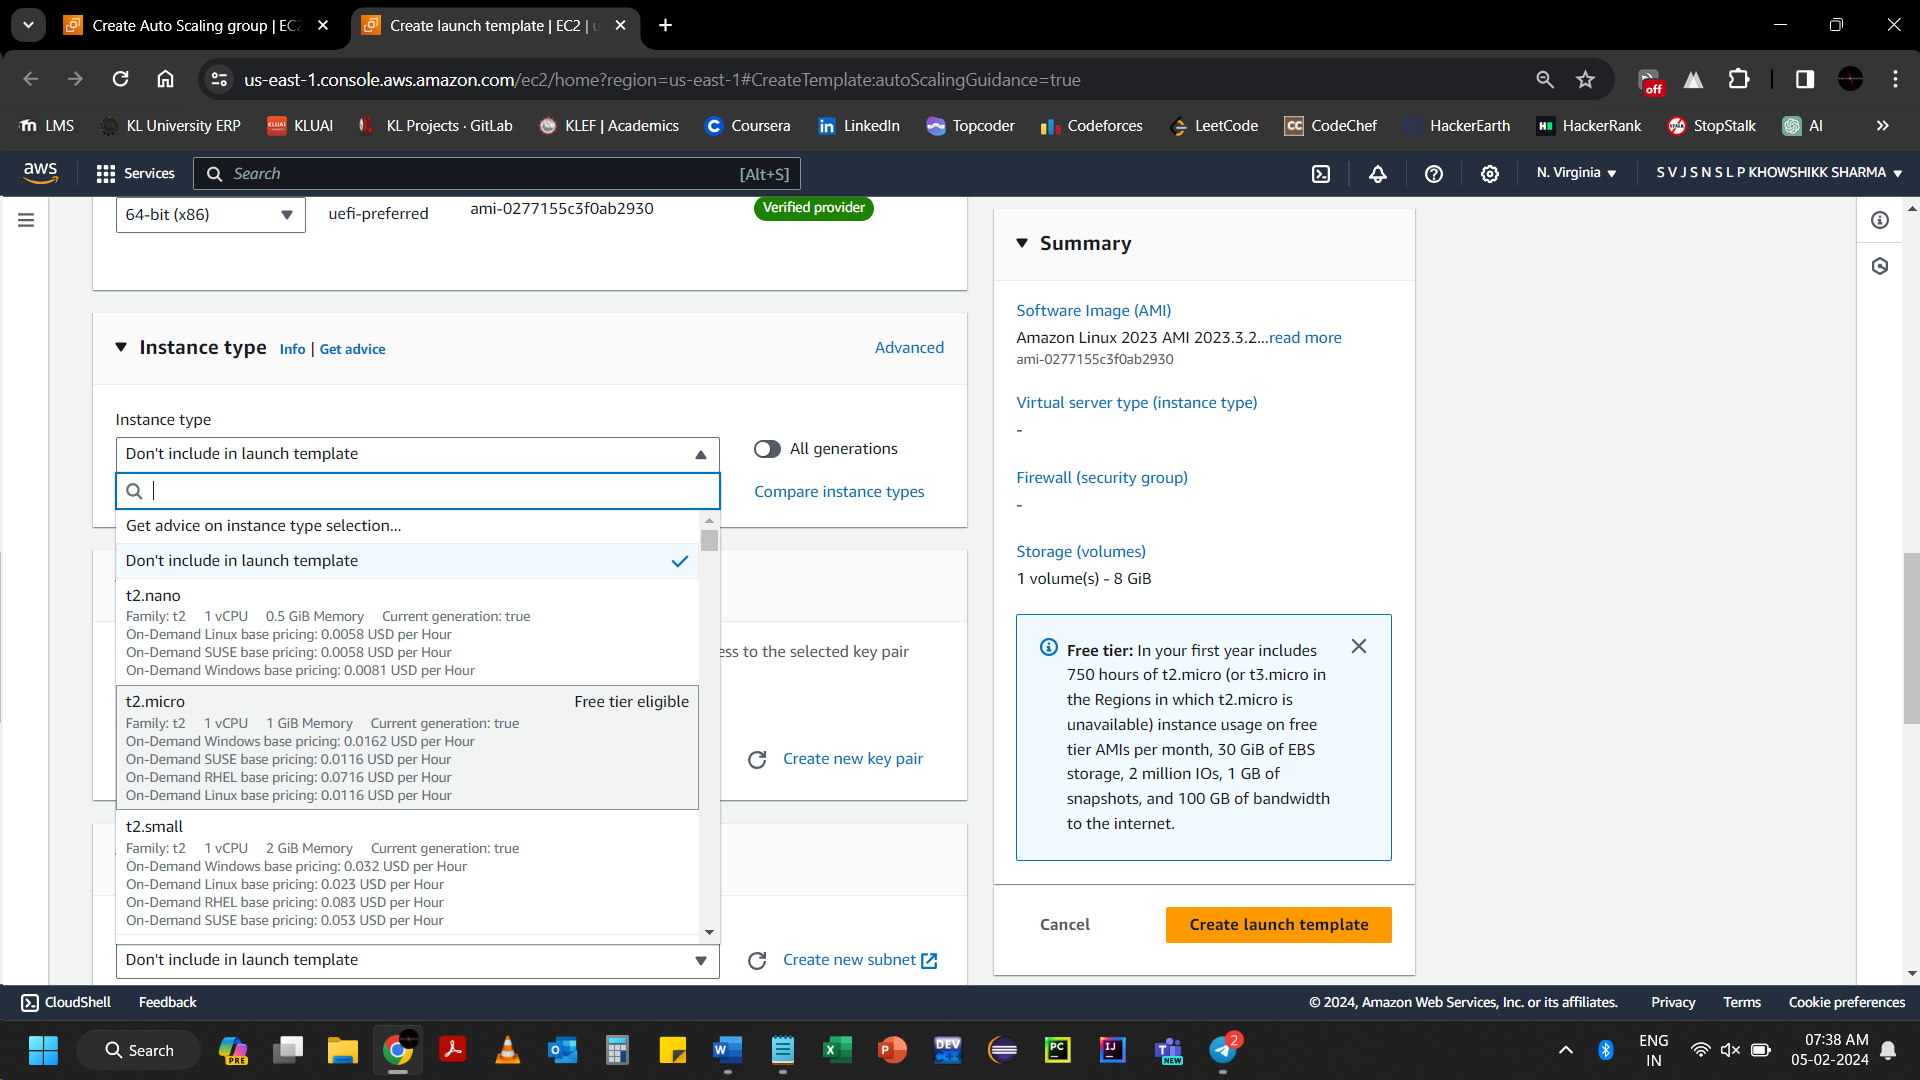 Create Auto Scaling group | EC2
Create launch template | EC2 | u
us-east-1.console.aws.amazon.com/ec2/home?region=us-east-1#CreateTemplate:autoScalingGuidance=true
off
LMS
KL University ERP
KLUAI
KL Projects · GitLab
KLEF | Academics
Coursera
LinkedIn
Topcoder
Codeforces
LeetCode
CodeChef
HackerEarth
HackerRank
StopStalk
AI
aws
Services
Search
[Alt+S]
N. Virginia
S V J S N S L P KHOWSHIKK SHARMA
64-bit (x86)
uefi-preferred
ami-0277155c3f0ab2930
Verified provider
Instance type
Info | Get advice
Advanced
Instance type
Don't include in launch template
All generations
Compare instance types
Get advice on instance type selection...
Don't include in launch template
t2.nano
Family: t2 1 vCPU 0.5 GiB Memory Current generation: true
On-Demand Linux base pricing: 0.0058 USD per Hour
On-Demand SUSE base pricing: 0.0058 USD per Hour
On-Demand Windows base pricing: 0.0081 USD per Hour
t2.micro
Free tier eligible
Family: t2 1 vCPU 1 GiB Memory Current generation: true
On-Demand Windows base pricing: 0.0162 USD per Hour
On-Demand SUSE base pricing: 0.0116 USD per Hour
On-Demand RHEL base pricing: 0.0716 USD per Hour
On-Demand Linux base pricing: 0.0116 USD per Hour
t2.small
Family: t2 1 vCPU 2 GiB Memory Current generation: true
On-Demand Windows base pricing: 0.032 USD per Hour
On-Demand Linux base pricing: 0.023 USD per Hour
On-Demand RHEL base pricing: 0.083 USD per Hour
On-Demand SUSE base pricing: 0.053 USD per Hour
ess to the selected key pair
Create new key pair
Don't include in launch template
Create new subnet
Summary
Software Image (AMI)
Amazon Linux 2023 AMI 2023.3.2...read more
ami-0277155c3f0ab2930
Virtual server type (instance type)
-
Firewall (security group)
-
Storage (volumes)
1 volume(s) - 8 GiB
Free tier: In your first year includes
750 hours of t2.micro (or t3.micro in
the Regions in which t2.micro is
unavailable) instance usage on free
tier AMIs per month, 30 GiB of EBS
storage, 2 million IOs, 1 GB of
snapshots, and 100 GB of bandwidth
to the internet.
Cancel
Create launch template
CloudShell
Feedback
© 2024, Amazon Web Services, Inc. or its affiliates.
Privacy
Terms
Cookie preferences
Search
PRE
DEV
PC
IJ
NEW
2
ENG
IN
07:38 AM
05-02-2024